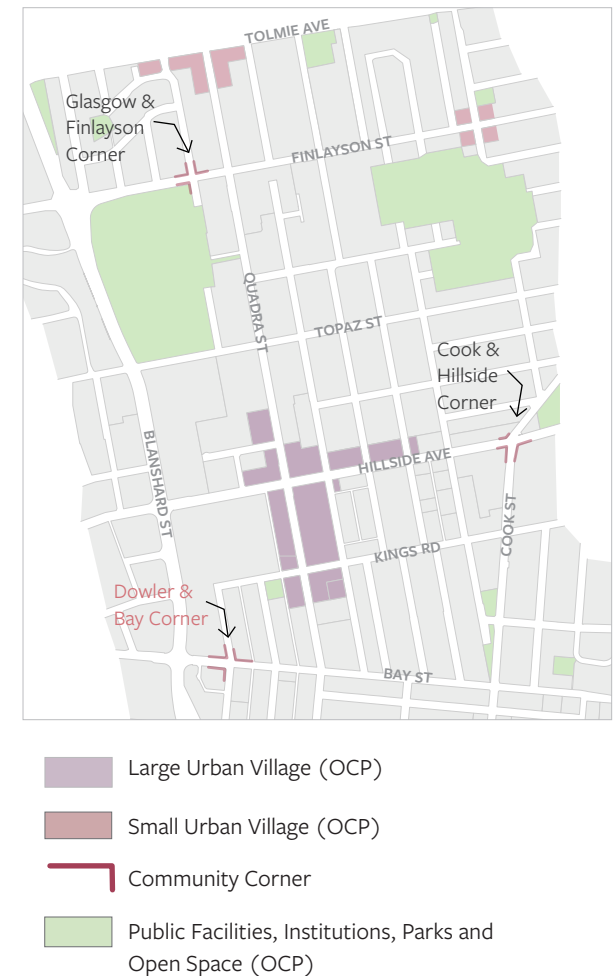 TOLMIE AVE
Glasgow &
Finlayson
Corner
FINLAYSON ST
QUADRA ST
TOPAZ ST
Cook &
Hillside
Corner
BLANSHARD ST
HILLSIDE AVE
COOK ST
KINGS RD
Dowler &
Bay Corner
BAY ST
Large Urban Village (OCP)
Small Urban Village (OCP)
Community Corner
Public Facilities, Institutions, Parks and
Open Space (OCP)